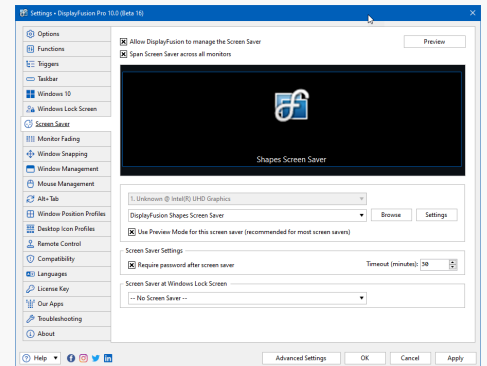 Settings • DisplayFusion Pro 10.0 (Beta 16)
Options
Functions
Triggers
Taskbar
Windows 10
Windows Lock Screen
Screen Saver
Monitor Fading
Window Snapping
Window Management
Mouse Management
Alt+Tab
Window Position Profiles
Desktop Icon Profiles
Remote Control
Compatibility
Languages
License Key
Our Apps
Troubleshooting
About
Allow DisplayFusion to manage the Screen Saver
Preview
Span Screen Saver across all monitors
Shapes Screen Saver
1. Unknown @ Intel(R) UHD Graphics
DisplayFusion Shapes Screen Saver
Browse
Settings
Use Preview Mode for this screen saver (recommended for most screen savers)
Screen Saver Settings
Require password after screen saver
Timeout (minutes): 30
Screen Saver at Windows Lock Screen
-- No Screen Saver --
Help
Advanced Settings
OK
Cancel
Apply